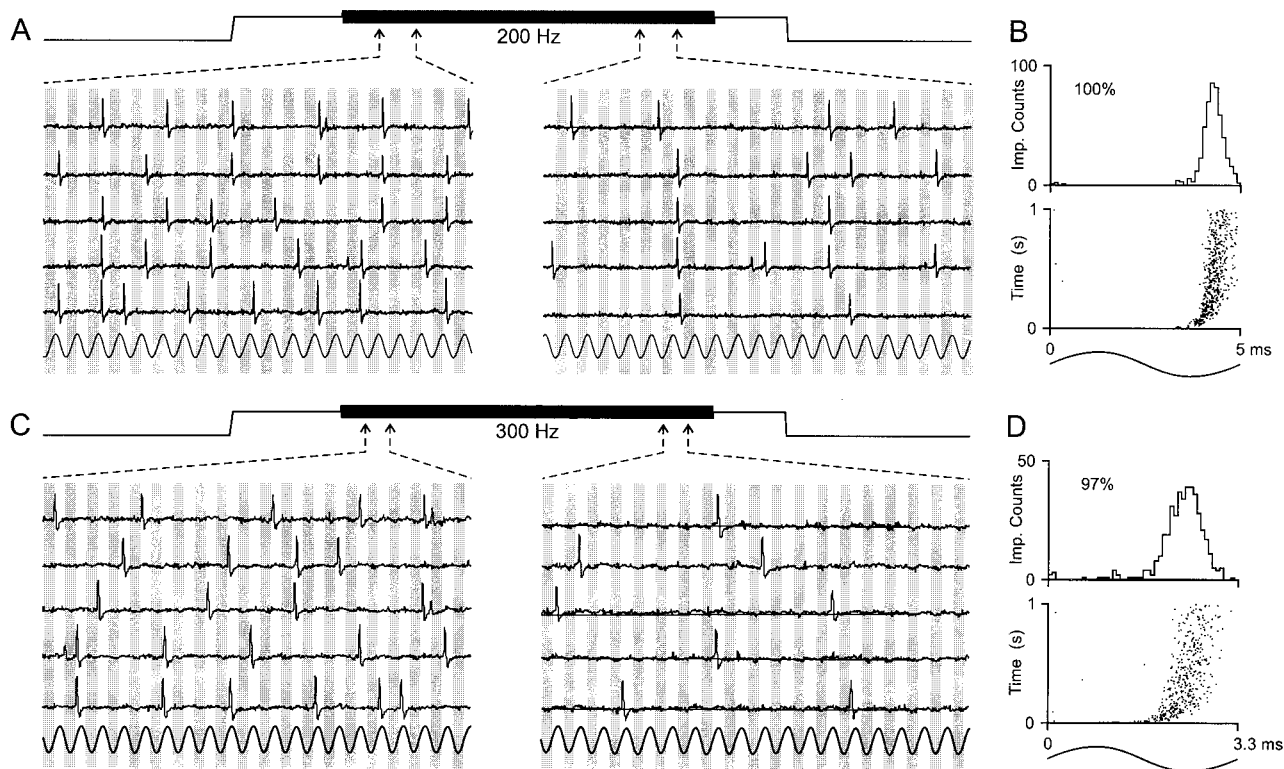 A
200 Hz
B
100
100%
Imp. Counts
0
1
Time (s)
0
0
5 ms
C
300 Hz
D
50
97%
Imp. Counts
0
1
Time (s)
0
0
3.3 ms